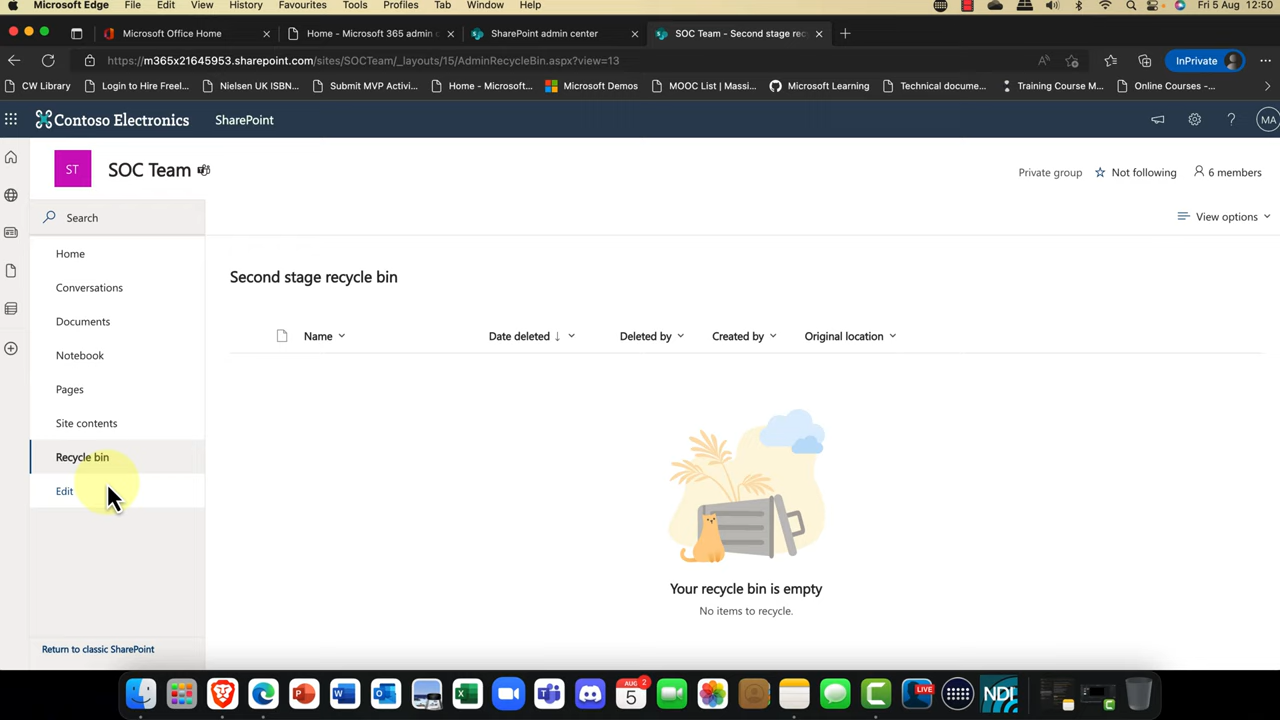 Microsoft Edge File Edit View History Favourites Tools Profiles Tab Window Help Fri 5 Aug 12:50
Microsoft Office Home
Home - Microsoft 365 admin c
SharePoint admin center
SOC Team - Second stage rec
https://m365x21645953.sharepoint.com/sites/SOCTeam/_layouts/15/AdminRecycleBin.aspx?view=13
InPrivate
CW Library Login to Hire Freel... Nielsen UK ISBN... Submit MVP Activi... Home - Microsoft... Microsoft Demos MOOC List | Massi... Microsoft Learning Technical docume... Training Course M... Online Courses -...
Contoso Electronics SharePoint MA
ST SOC Team
Private group Not following 6 members
Search
View options
Home
Conversations
Documents
Notebook
Pages
Site contents
Recycle bin
Edit
Return to classic SharePoint
Second stage recycle bin
Name Date deleted ↓ Deleted by Created by Original location
Your recycle bin is empty
No items to recycle.
AUG 2
5
LIVE
NDI